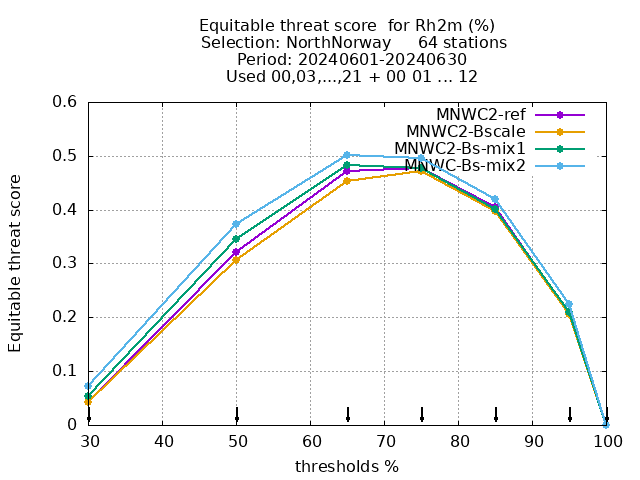 Equitable threat score  for Rh2m (%)
Selection: NorthNorway     64 stations
Period: 20240601-20240630
Used 00,03,...,21 + 00 01 ... 12
MNWC2-ref
MNWC2-Bscale
MNWC2-Bs-mix1
MNWC-Bs-mix2
Equitable threat score
0.6
0.5
0.4
0.3
0.2
0.1
0
30 40 50 60 70 80 90 100
thresholds %